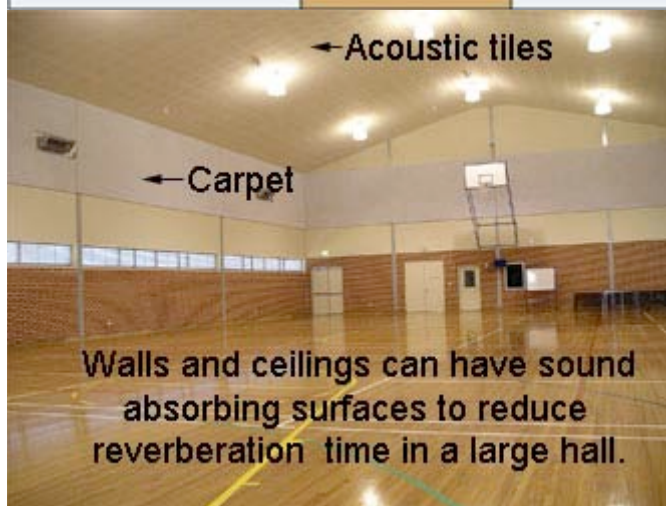 Acoustic tiles
Carpet
Walls and ceilings can have sound
absorbing surfaces to reduce
reverberation time in a large hall.